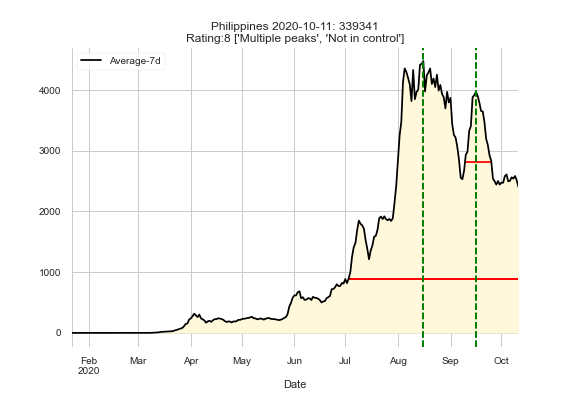 Philippines 2020-10-11: 339341
Rating:8 ['Multiple peaks', 'Not in control']
Average-7d
4000
3000
2000
1000
0
Feb Mar Apr May Jun Jul Aug Sep Oct
2020
Date